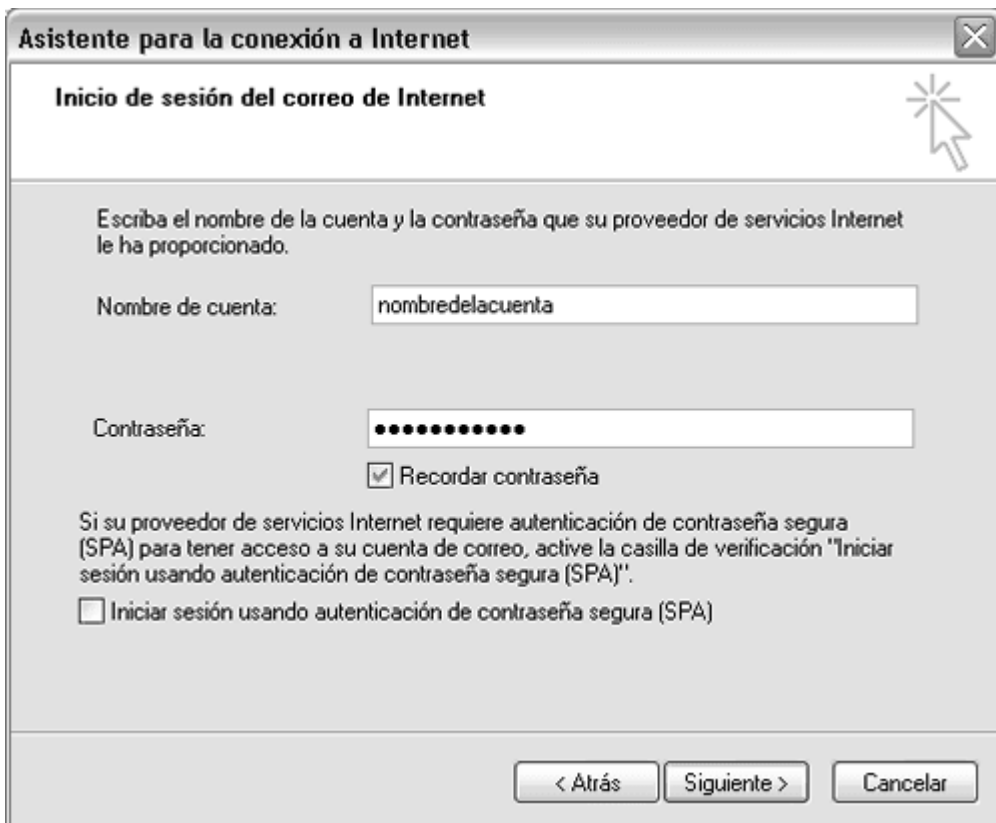 Asistente para la conexión a Internet
Inicio de sesión del correo de Internet
Escriba el nombre de la cuenta y la contraseña que su proveedor de servicios Internet
le ha proporcionado.
Nombre de cuenta: nombredelacuenta
Contraseña: •••••••••••
Recordar contraseña
Si su proveedor de servicios Internet requiere autenticación de contraseña segura
(SPA) para tener acceso a su cuenta de correo, active la casilla de verificación "Iniciar
sesión usando autenticación de contraseña segura (SPA)".
Iniciar sesión usando autenticación de contraseña segura (SPA)
< Atrás Siguiente > Cancelar